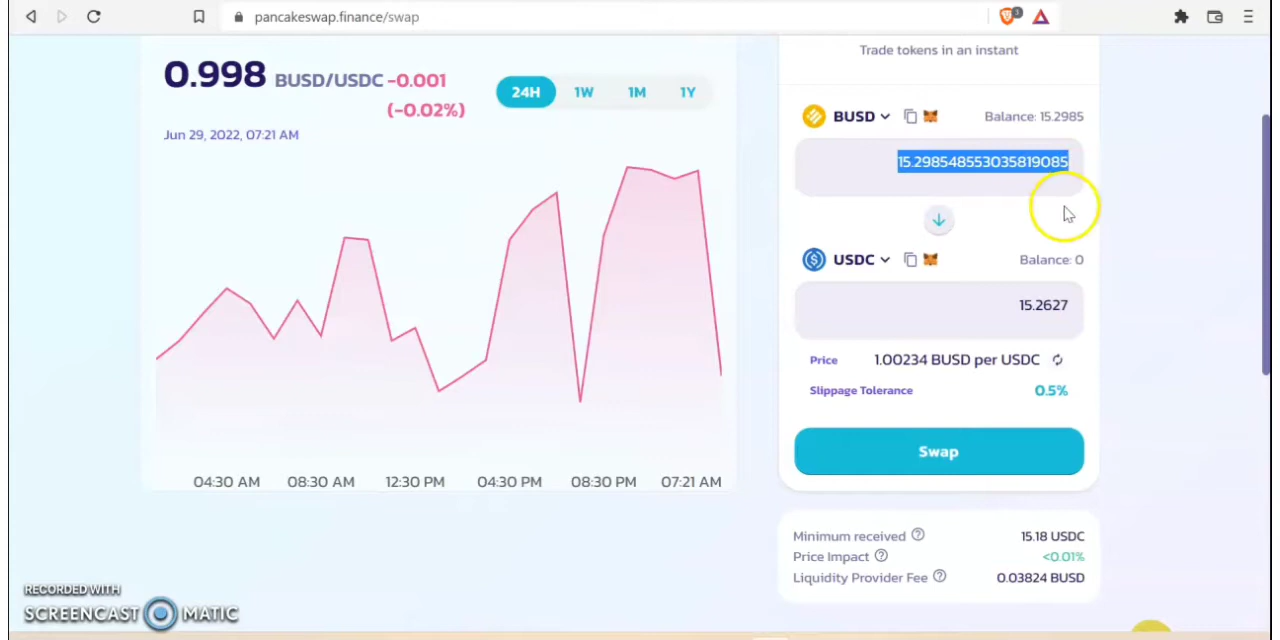 pancakeswap.finance/swap
3
0.998 BUSD/USDC -0.001
(-0.02%)
24H 1W 1M 1Y
Jun 29, 2022, 07:21 AM
04:30 AM 08:30 AM 12:30 PM 04:30 PM 08:30 PM 07:21 AM
Trade tokens in an instant
BUSD Balance: 15.2985
15.298548553035819085
USDC Balance: 0
15.2627
Price 1.00234 BUSD per USDC
Slippage Tolerance 0.5%
Swap
Minimum received 15.18 USDC
Price Impact <0.01%
Liquidity Provider Fee 0.03824 BUSD
RECORDED WITH
SCREENCAST MATIC